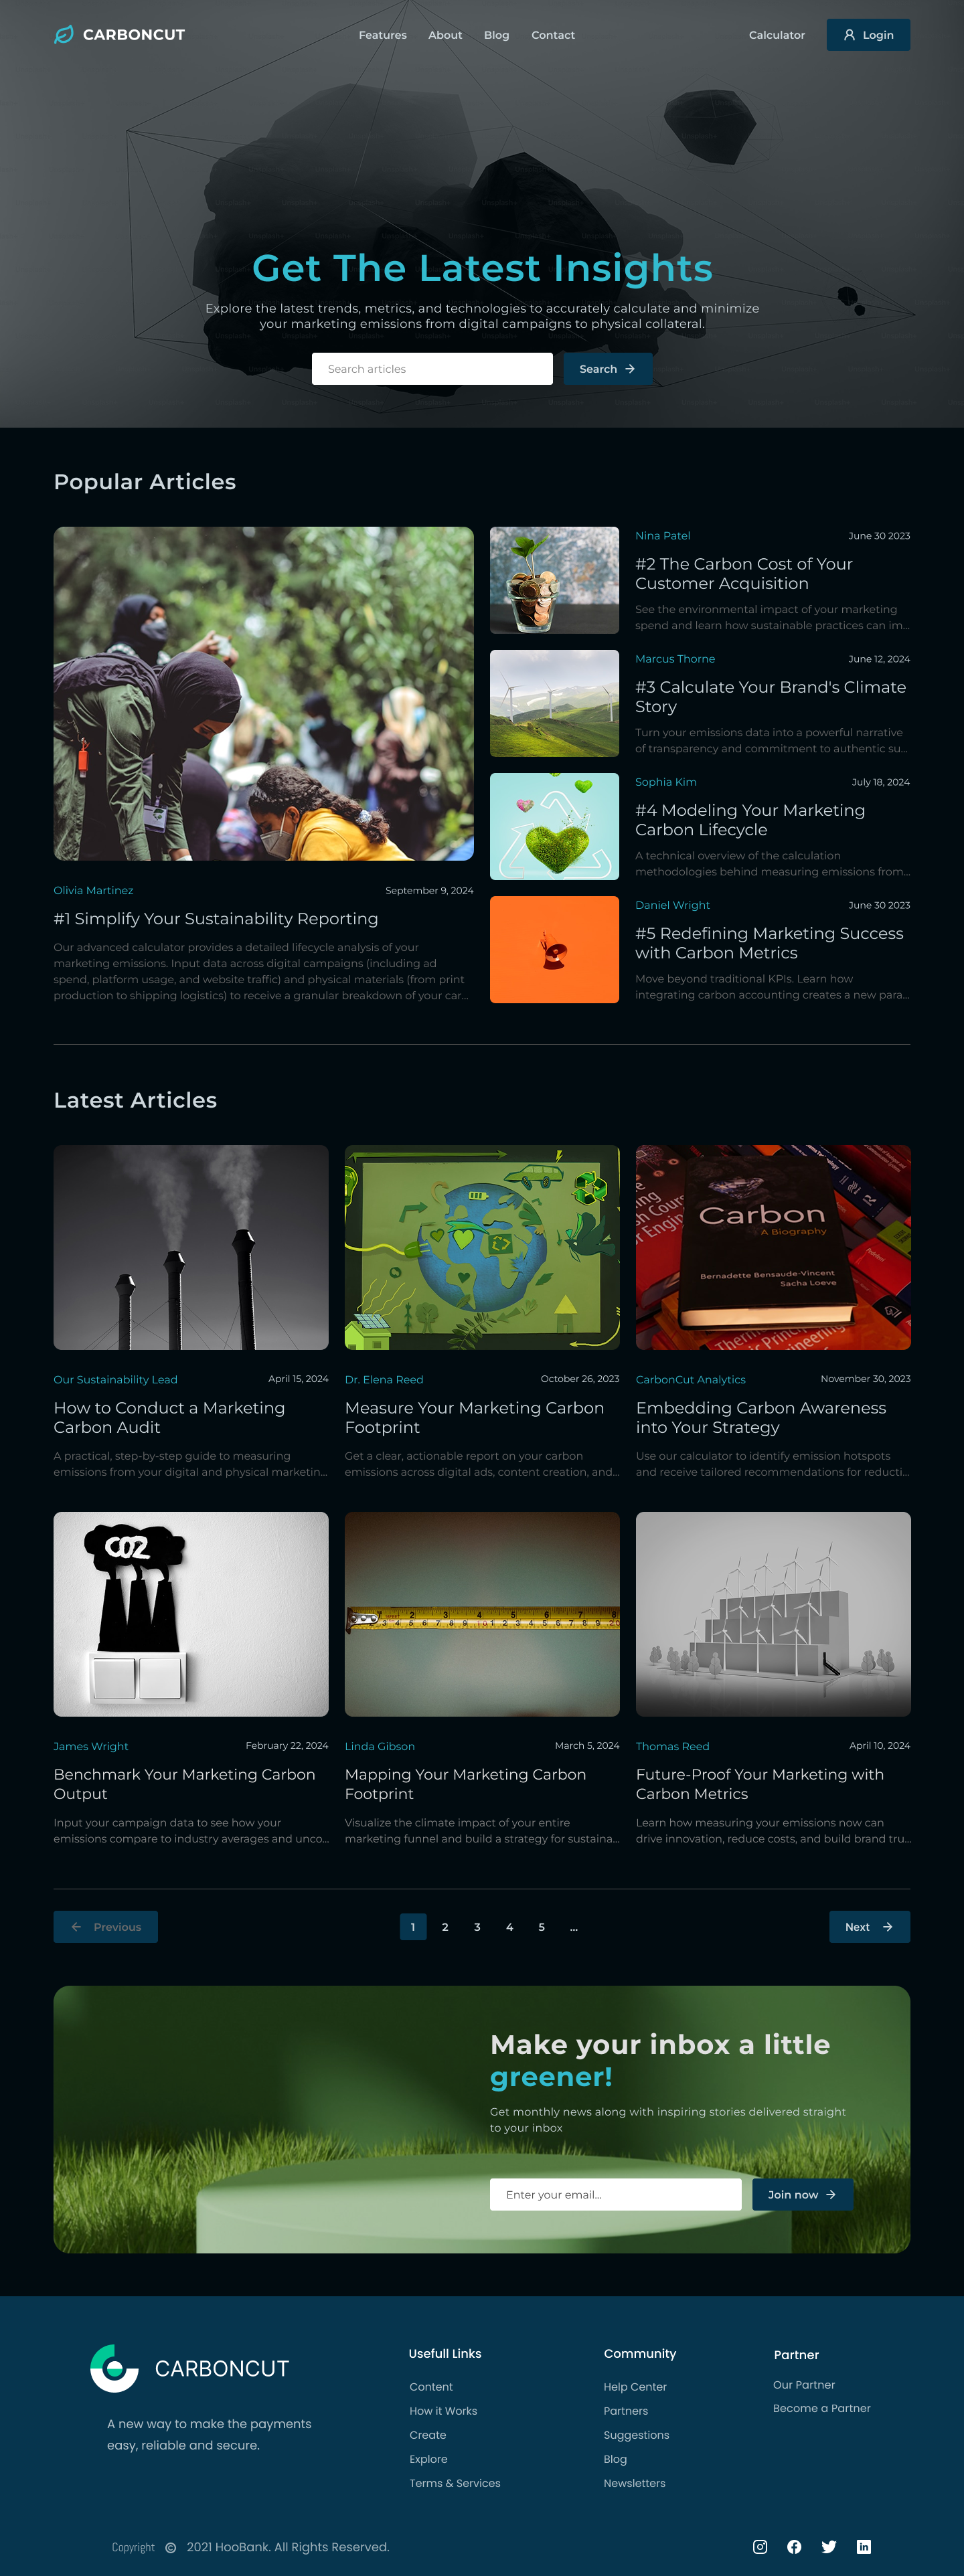 CARBONCUT
Features
About
Blog
Contact
Calculator
Login
Get The Latest Insights
Explore the latest trends, metrics, and technologies to accurately calculate and minimize
your marketing emissions from digital campaigns to physical collateral.
Search articles
Search
Popular Articles
Olivia Martinez
September 9, 2024
#1 Simplify Your Sustainability Reporting
Our advanced calculator provides a detailed lifecycle analysis of your
marketing emissions. Input data across digital campaigns (including ad
spend, platform usage, and website traffic) and physical materials (from print
production to shipping logistics) to receive a granular breakdown of your car...
Nina Patel
June 30 2023
#2 The Carbon Cost of Your
Customer Acquisition
See the environmental impact of your marketing
spend and learn how sustainable practices can im...
Marcus Thorne
June 12, 2024
#3 Calculate Your Brand's Climate
Story
Turn your emissions data into a powerful narrative
of transparency and commitment to authentic su...
Sophia Kim
July 18, 2024
#4 Modeling Your Marketing
Carbon Lifecycle
A technical overview of the calculation
methodologies behind measuring emissions from...
Daniel Wright
June 30 2023
#5 Redefining Marketing Success
with Carbon Metrics
Move beyond traditional KPIs. Learn how
integrating carbon accounting creates a new para...
Latest Articles
Carbon
A Biography
Bernadette Bensaude-Vincent
Sacha Loeve
Our Sustainability Lead
April 15, 2024
How to Conduct a Marketing
Carbon Audit
A practical, step-by-step guide to measuring
emissions from your digital and physical marketin...
Dr. Elena Reed
October 26, 2023
Measure Your Marketing Carbon
Footprint
Get a clear, actionable report on your carbon
emissions across digital ads, content creation, and...
CarbonCut Analytics
November 30, 2023
Embedding Carbon Awareness
into Your Strategy
Use our calculator to identify emission hotspots
and receive tailored recommendations for reducti...
CO2
James Wright
February 22, 2024
Benchmark Your Marketing Carbon
Output
Input your campaign data to see how your
emissions compare to industry averages and unco...
Linda Gibson
March 5, 2024
Mapping Your Marketing Carbon
Footprint
Visualize the climate impact of your entire
marketing funnel and build a strategy for sustaina...
Thomas Reed
April 10, 2024
Future-Proof Your Marketing with
Carbon Metrics
Learn how measuring your emissions now can
drive innovation, reduce costs, and build brand tru...
Previous
1
2
3
4
5
...
Next
Make your inbox a little
greener!
Get monthly news along with inspiring stories delivered straight
to your inbox
Enter your email...
Join now
CARBONCUT
A new way to make the payments
easy, reliable and secure.
Usefull Links
Content
How it Works
Create
Explore
Terms & Services
Community
Help Center
Partners
Suggestions
Blog
Newsletters
Partner
Our Partner
Become a Partner
Copyright © 2021 HooBank. All Rights Reserved.